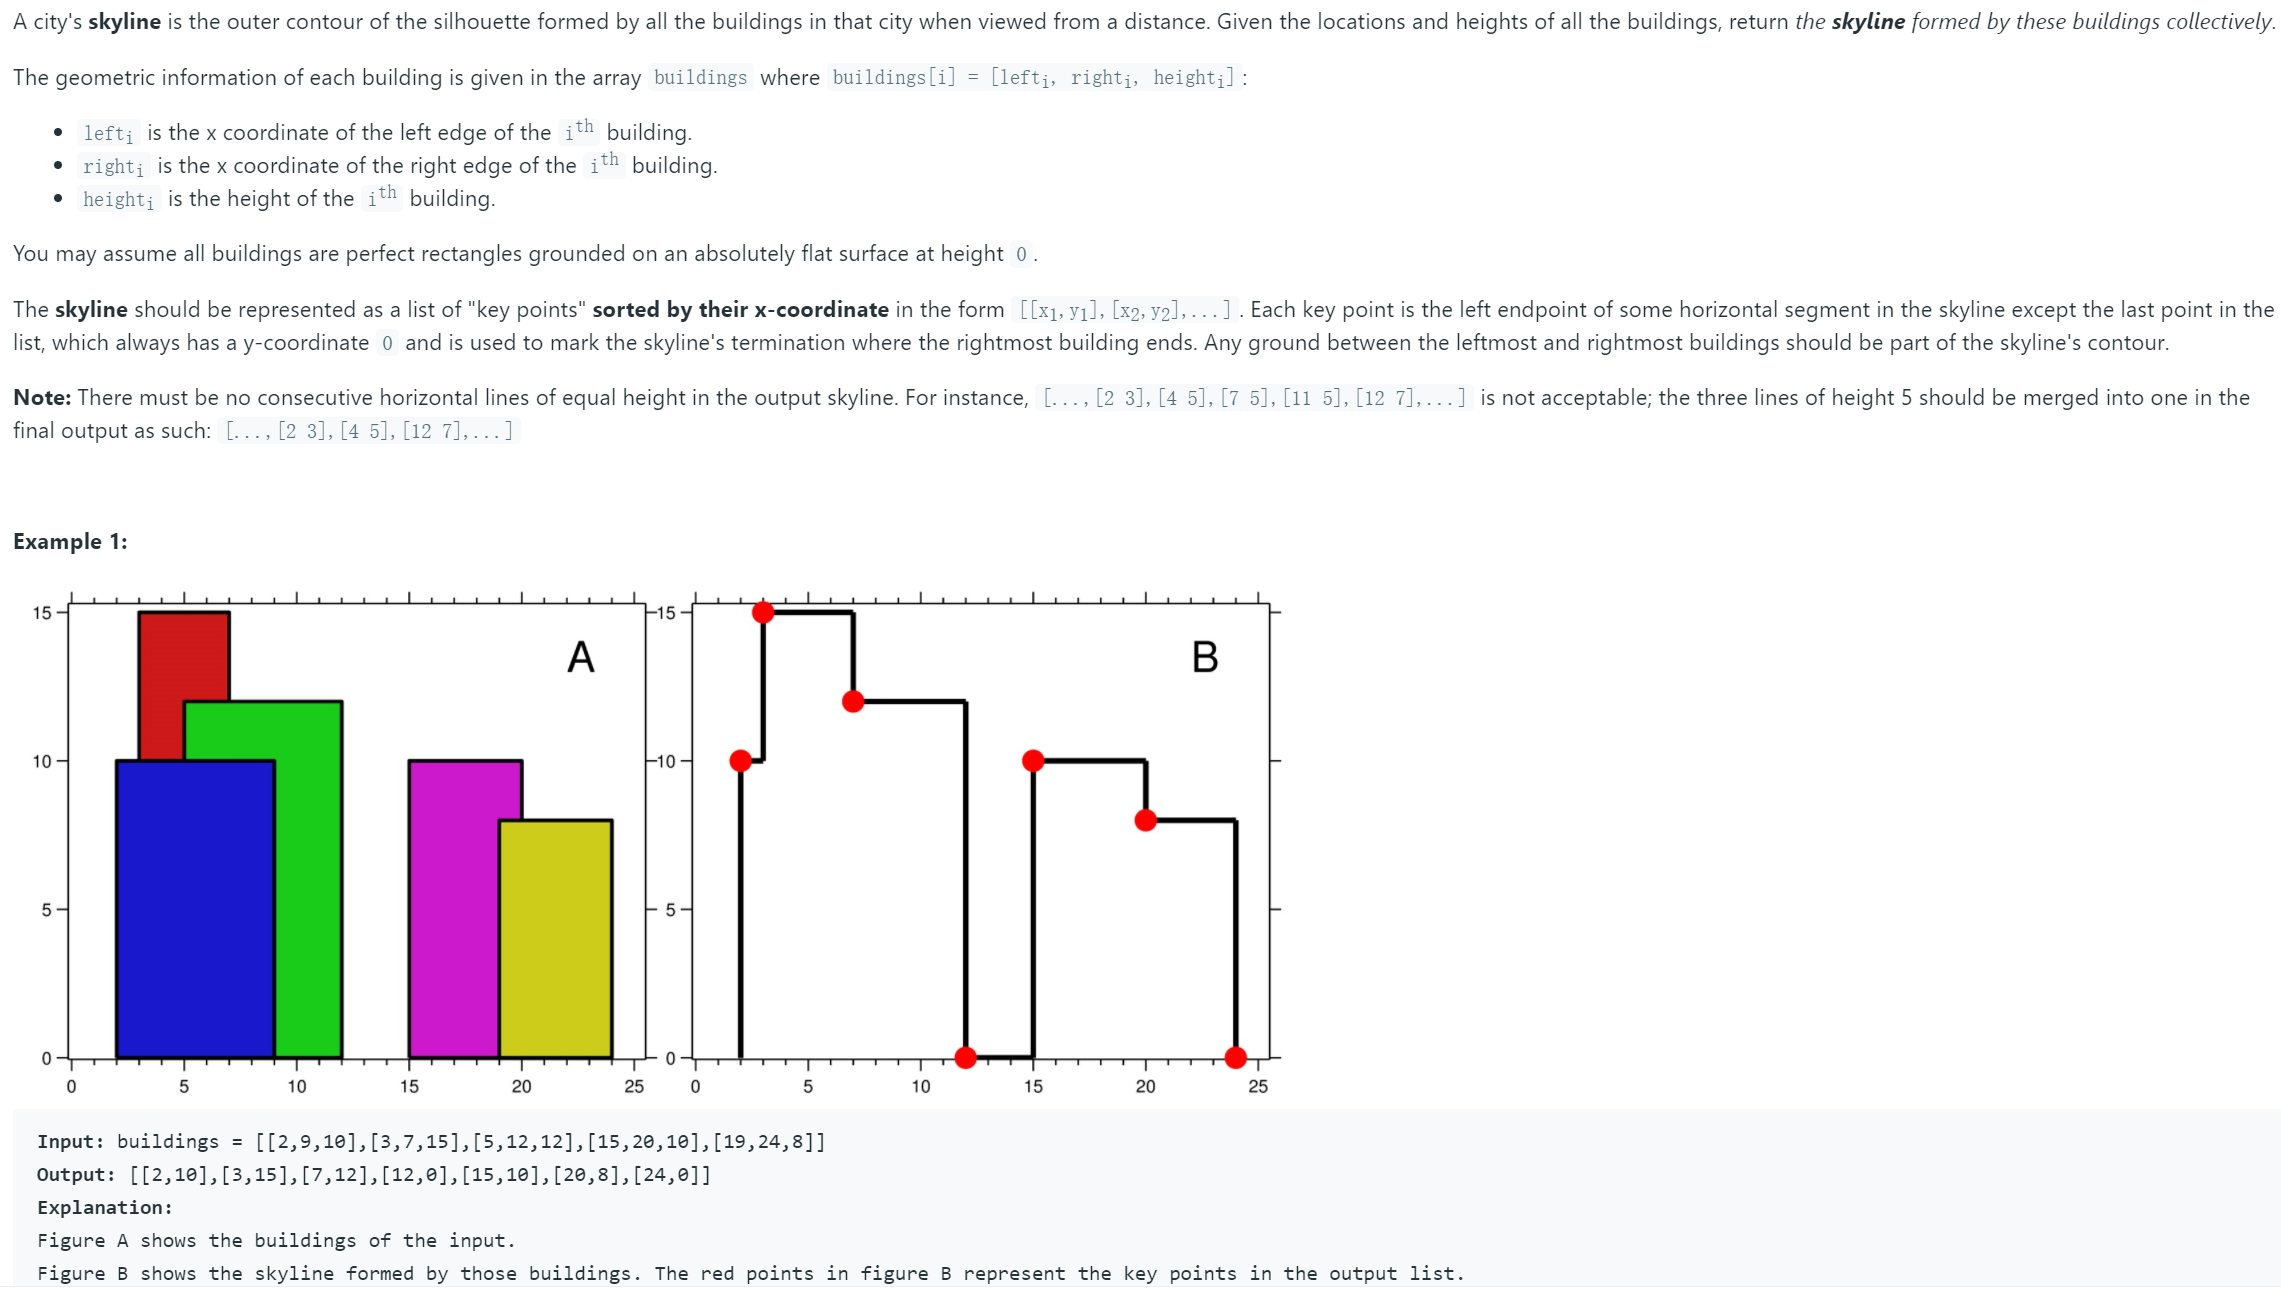 A city's skyline is the outer contour of the silhouette formed by all the buildings in that city when viewed from a distance. Given the locations and heights of all the buildings, return the skyline formed by these buildings collectively.
The geometric information of each building is given in the array buildings where buildings[i] = [leftᵢ, rightᵢ, heightᵢ]:
• leftᵢ is the x coordinate of the left edge of the iᵗʰ building.
• rightᵢ is the x coordinate of the right edge of the iᵗʰ building.
• heightᵢ is the height of the iᵗʰ building.
You may assume all buildings are perfect rectangles grounded on an absolutely flat surface at height 0.
The skyline should be represented as a list of "key points" sorted by their x-coordinate in the form [[x₁,y₁],[x₂,y₂],...]. Each key point is the left endpoint of some horizontal segment in the skyline except the last point in the
list, which always has a y-coordinate 0 and is used to mark the skyline's termination where the rightmost building ends. Any ground between the leftmost and rightmost buildings should be part of the skyline's contour.
Note: There must be no consecutive horizontal lines of equal height in the output skyline. For instance, [...,[2 3],[4 5],[7 5],[11 5],[12 7],...] is not acceptable; the three lines of height 5 should be merged into one in the
final output as such: [...,[2 3],[4 5],[12 7],...]
Example 1:
15 15
A B
10 10
5 5
0 0
0 5 10 15 20 25 0 5 10 15 20 25
Input: buildings = [[2,9,10],[3,7,15],[5,12,12],[15,20,10],[19,24,8]]
Output: [[2,10],[3,15],[7,12],[12,0],[15,10],[20,8],[24,0]]
Explanation:
Figure A shows the buildings of the input.
Figure B shows the skyline formed by those buildings. The red points in figure B represent the key points in the output list.